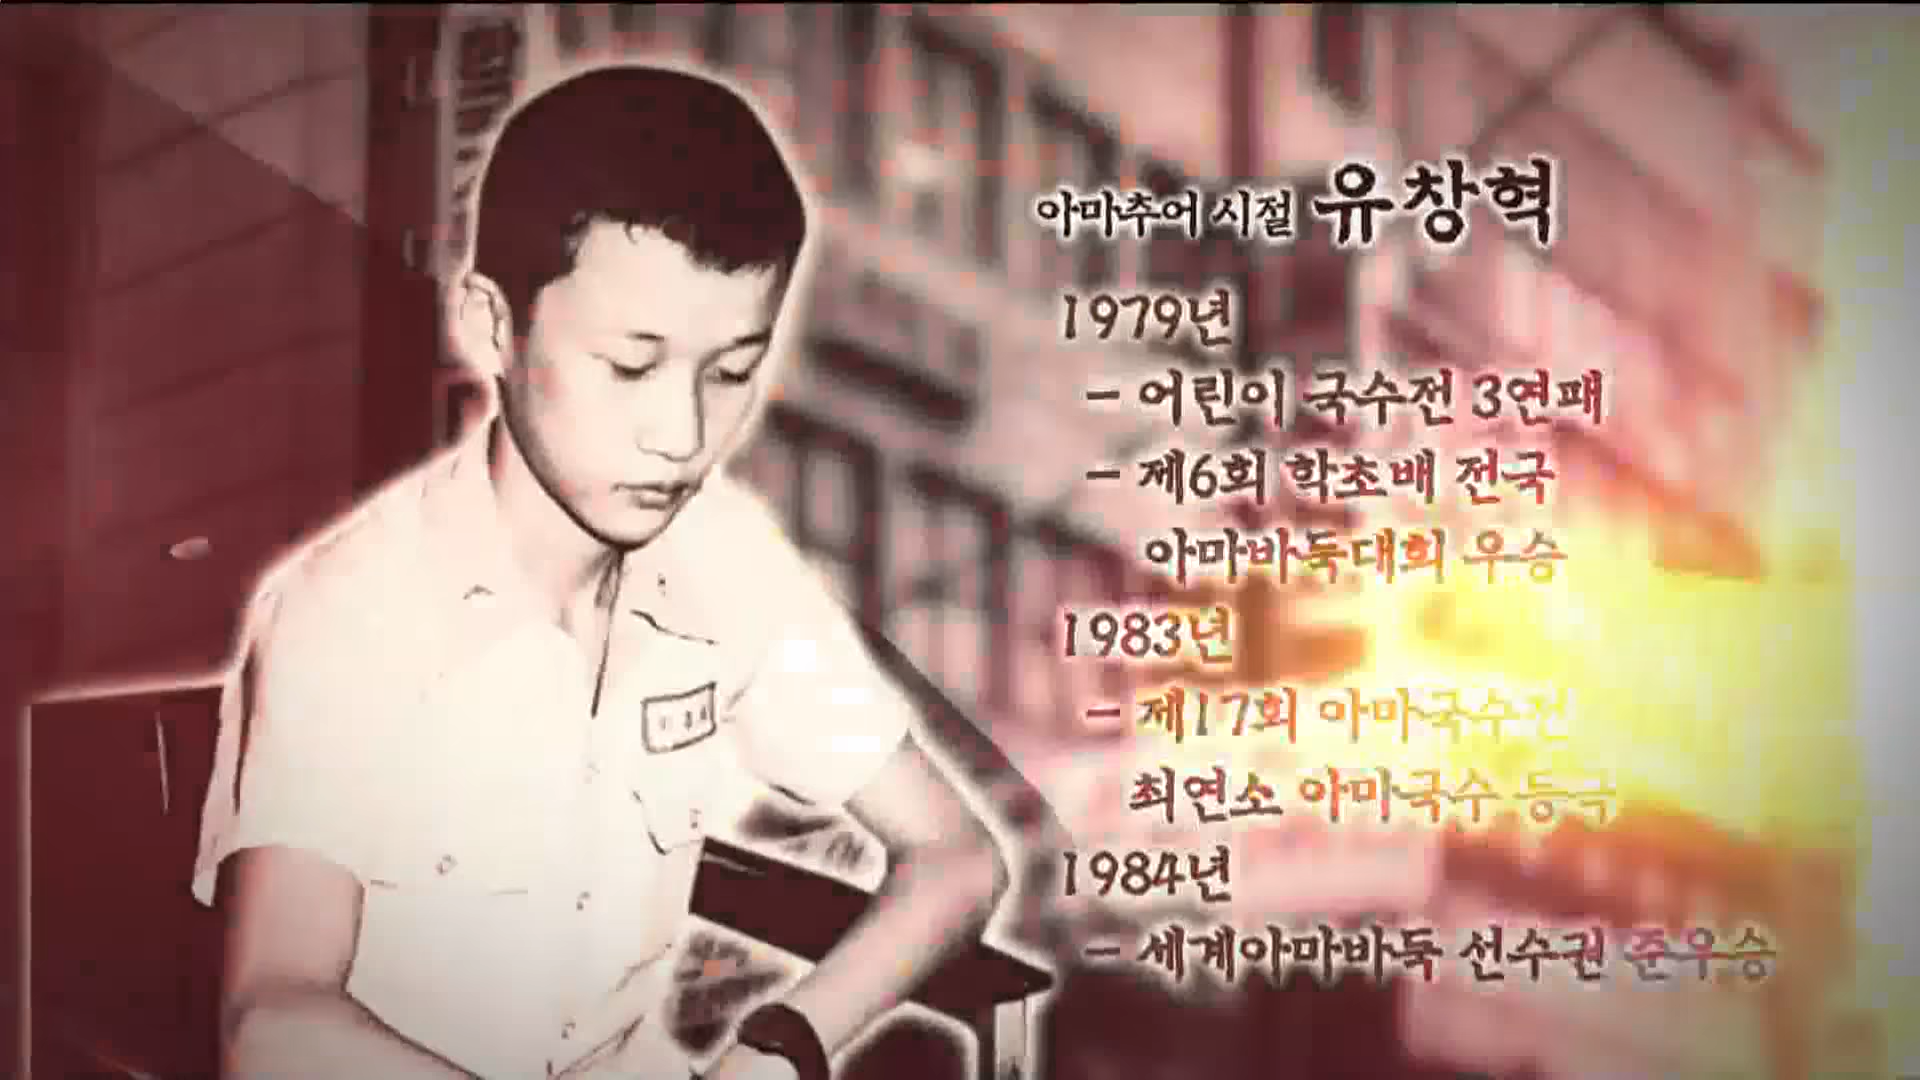 아마추어 시절 유창혁
1979년
- 어린이 국수전 3연패
- 제6회 학초배 전국
아마바둑대회 우승
1983년
- 제17회 아마국수전
최연소 아마국수 등극
1984년
- 세계아마바둑 선수권 준우승